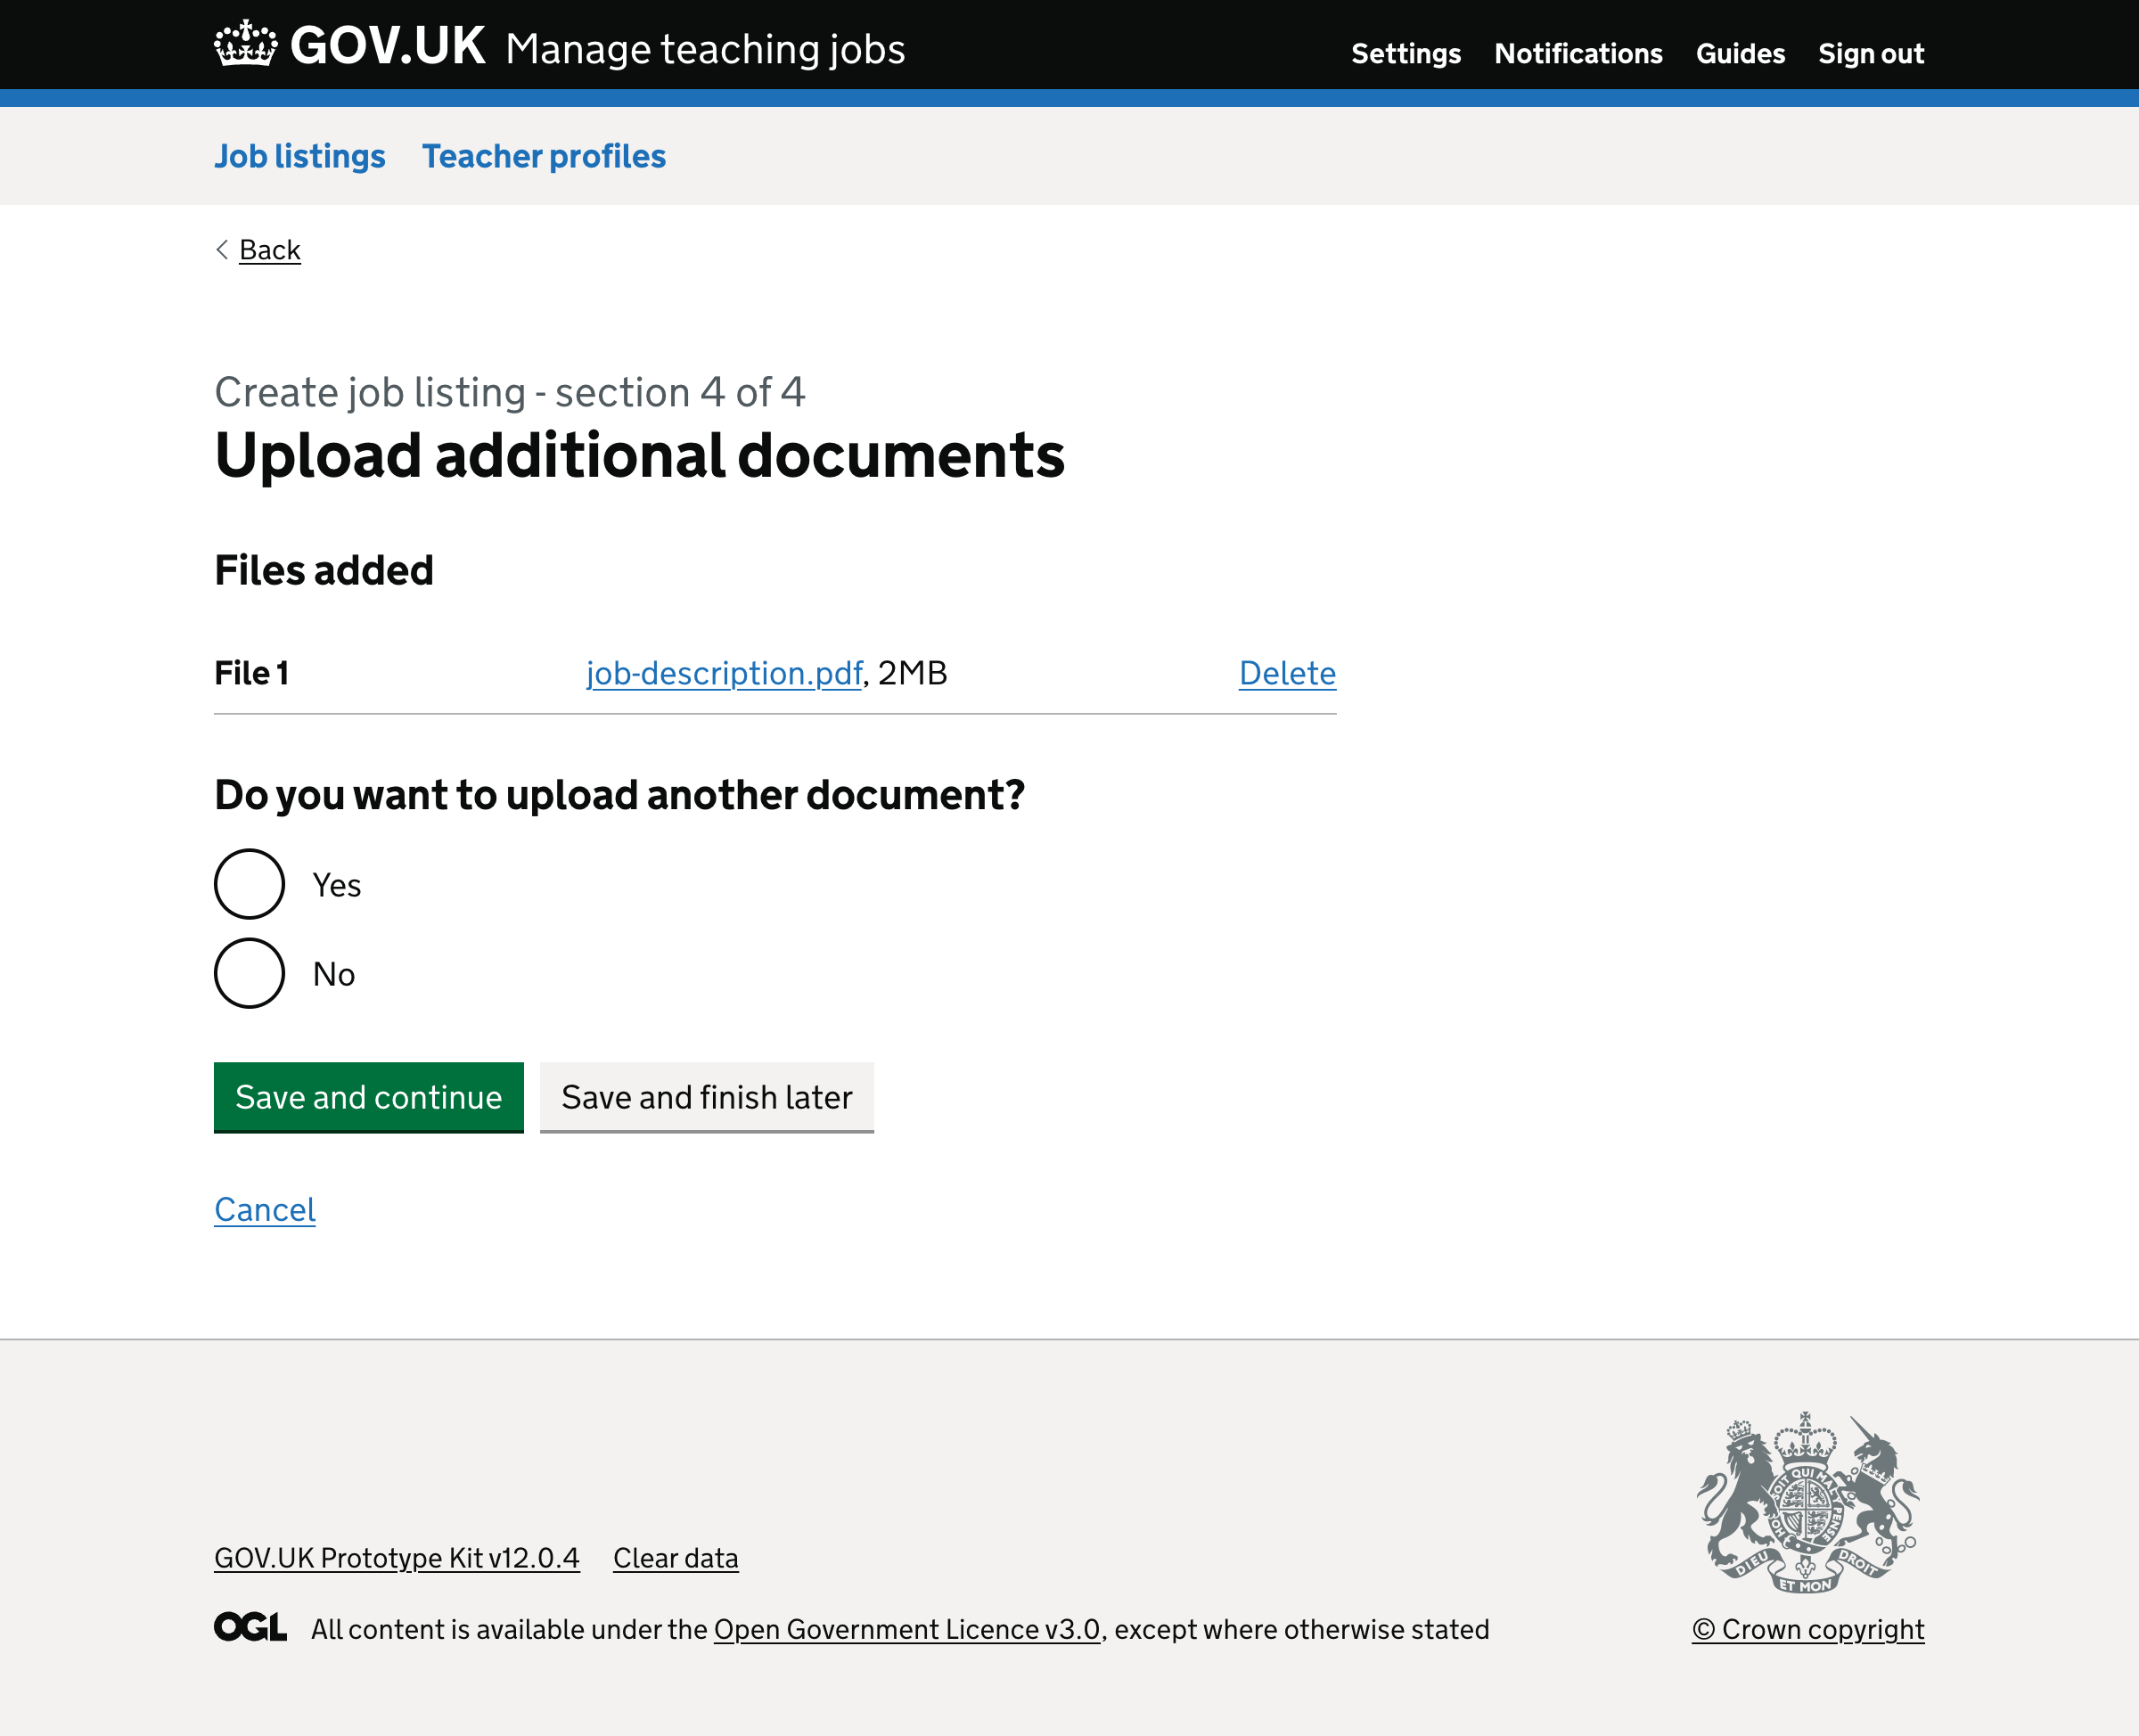 GOV.UK Manage teaching jobs
Settings Notifications Guides Sign out
Job listings Teacher profiles
Back
Create job listing - section 4 of 4
Upload additional documents
Files added
File 1 job-description.pdf, 2MB Delete
Do you want to upload another document?
Yes
No
Save and continue Save and finish later
Cancel
GOV.UK Prototype Kit v12.0.4 Clear data
DIEU ET MON DROIT
OGL All content is available under the Open Government Licence v3.0, except where otherwise stated
© Crown copyright